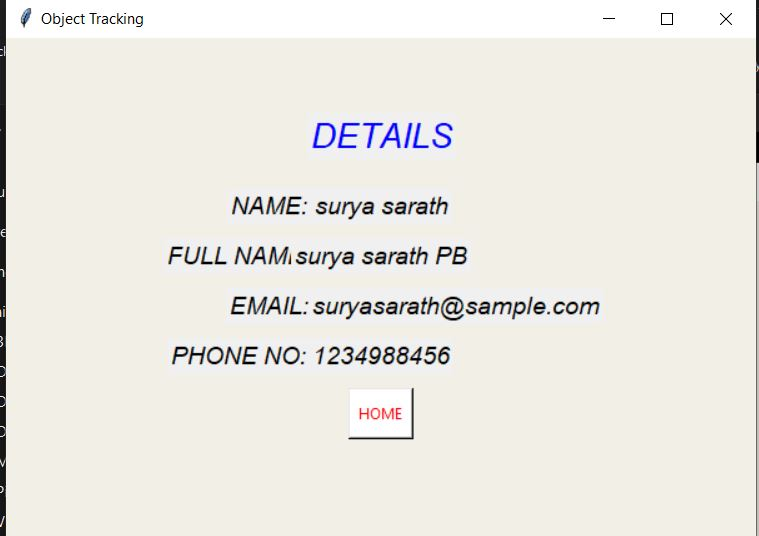 Object Tracking
DETAILS
NAME: surya sarath
FULL NAM surya sarath PB
EMAIL: suryasarath@sample.com
PHONE NO: 1234988456
HOME